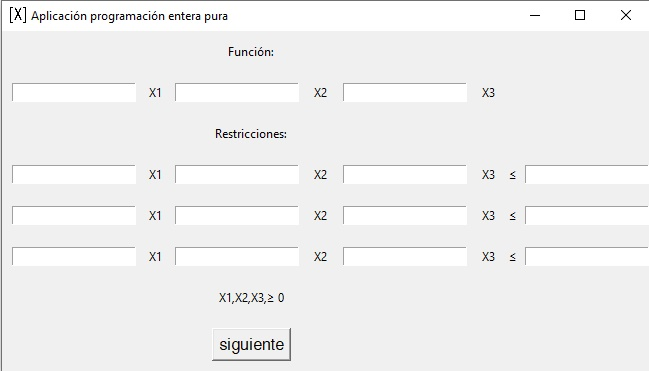 [X] Aplicación programación entera pura
Función:
X1 X2 X3
Restricciones:
X1 X2 X3 ≤
X1 X2 X3 ≤
X1 X2 X3 ≤
X1,X2,X3,≥ 0
siguiente